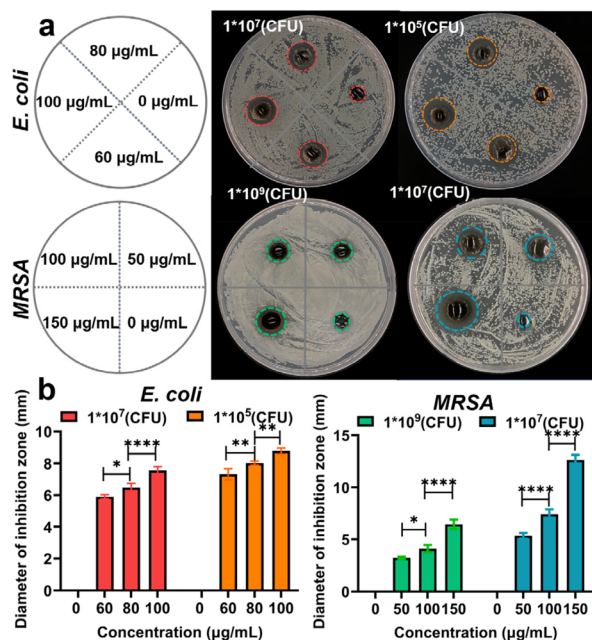 a
E. coli
80 µg/mL
100 µg/mL
0 µg/mL
60 µg/mL
1*10⁷(CFU)
1*10⁵(CFU)
MRSA
100 µg/mL
50 µg/mL
150 µg/mL
0 µg/mL
1*10⁹(CFU)
1*10⁷(CFU)
b
E. coli
1*10⁷(CFU)
1*10⁵(CFU)
Diameter of inhibition zone (mm)
10
8
6
4
2
0
*
****
**
**
0 60 80 100 0 60 80 100
Concentration (µg/mL)
MRSA
1*10⁹(CFU)
1*10⁷(CFU)
Diameter of inhibition zone (mm)
15
10
5
0
*
****
****
****
0 50 100 150 0 50 100 150
Concentration (µg/mL)